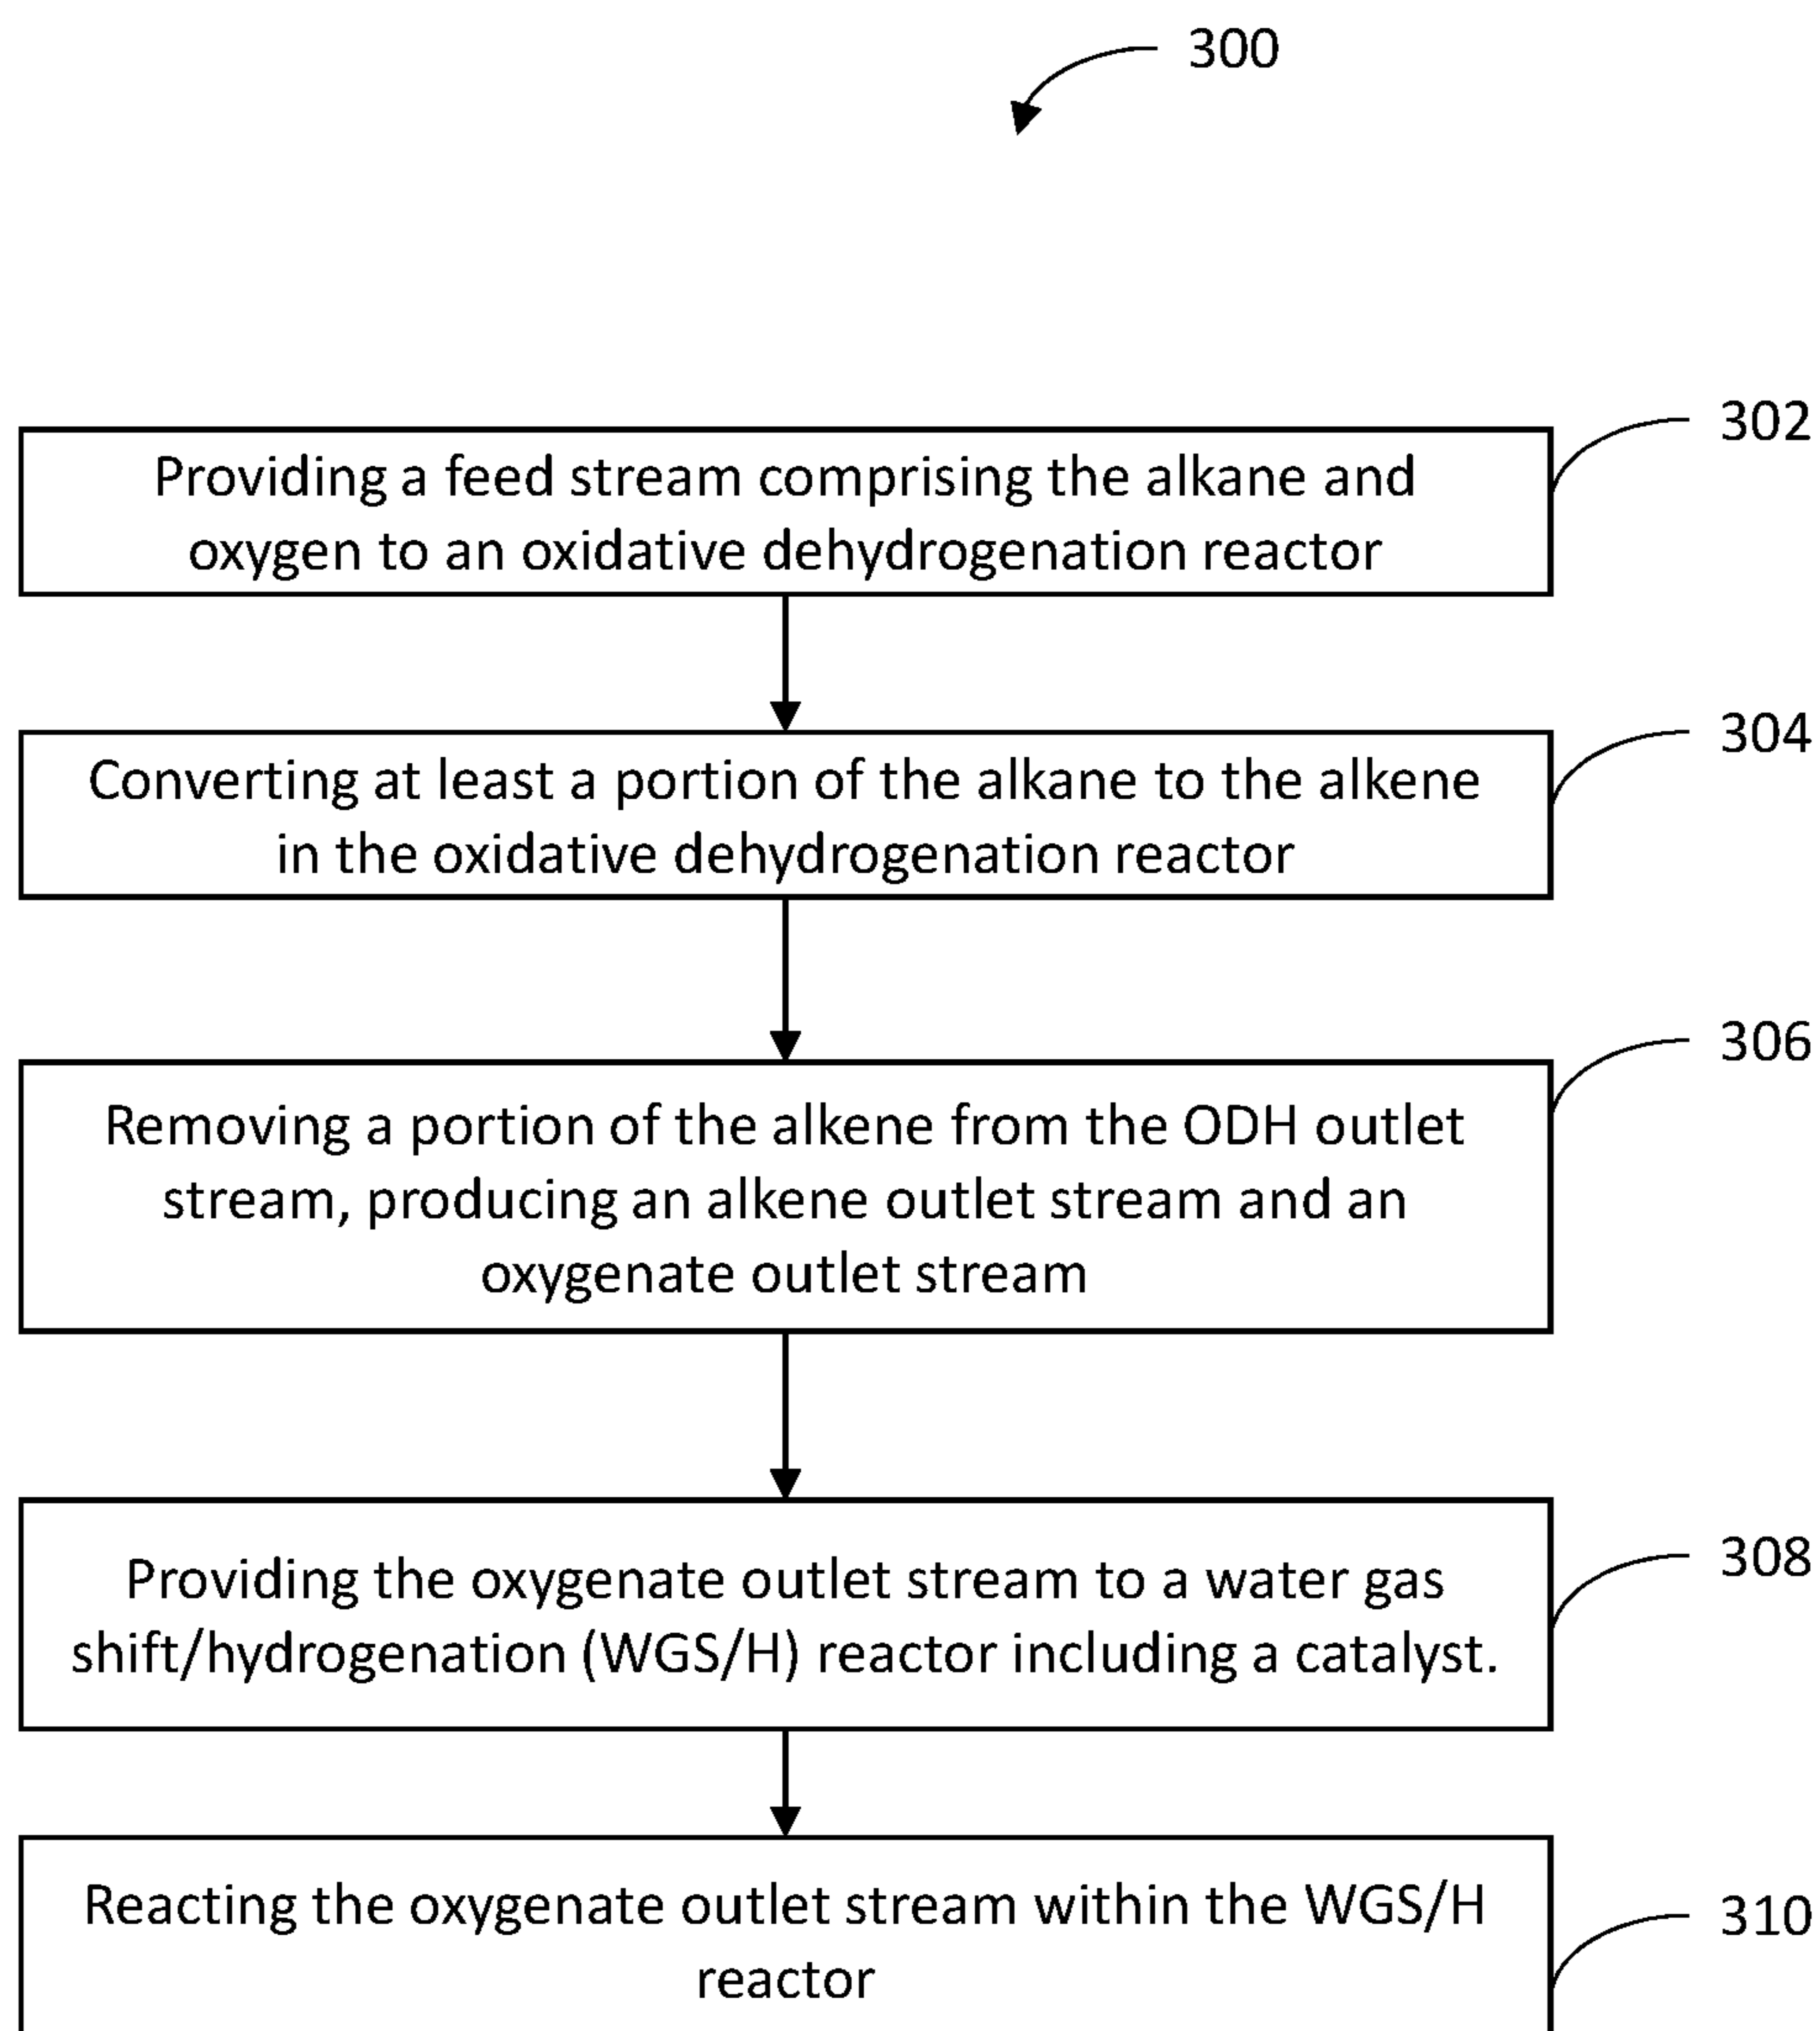 300
302
Providing a feed stream comprising the alkane and
oxygen to an oxidative dehydrogenation reactor
304
Converting at least a portion of the alkane to the alkene
in the oxidative dehydrogenation reactor
306
Removing a portion of the alkene from the ODH outlet
stream, producing an alkene outlet stream and an
oxygenate outlet stream
308
Providing the oxygenate outlet stream to a water gas
shift/hydrogenation (WGS/H) reactor including a catalyst.
310
Reacting the oxygenate outlet stream within the WGS/H
reactor